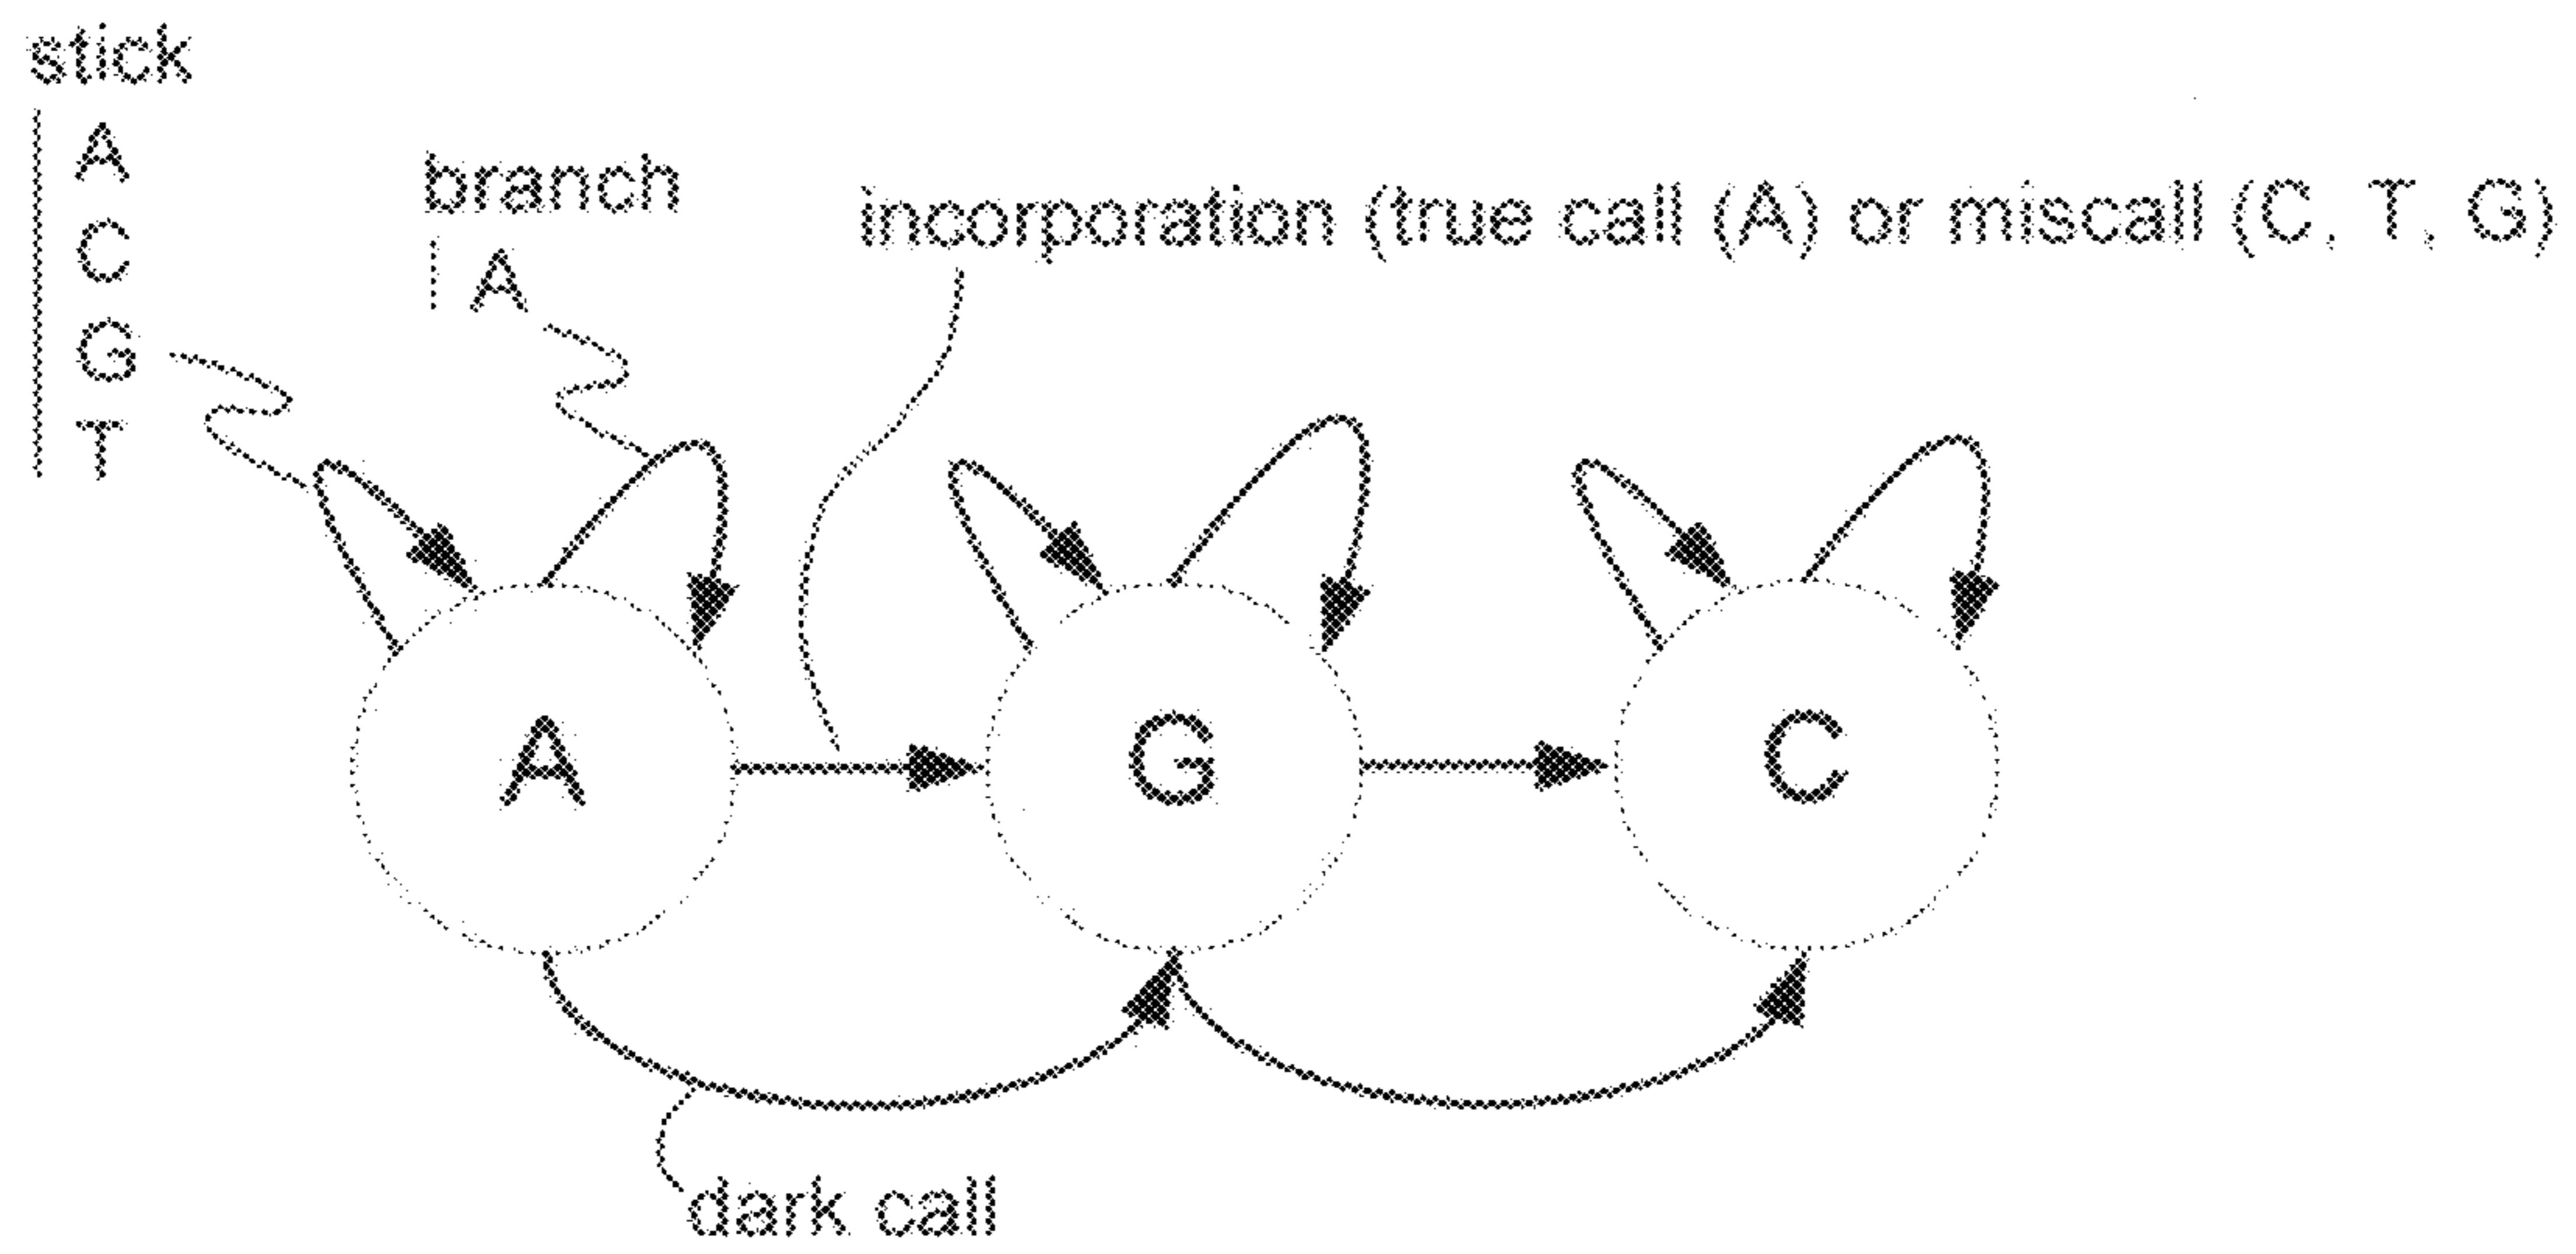 stick
A
C
G
T
branch
A
incorporation (true call (A) or miscall (C, T, G)
A
G
C
dark call